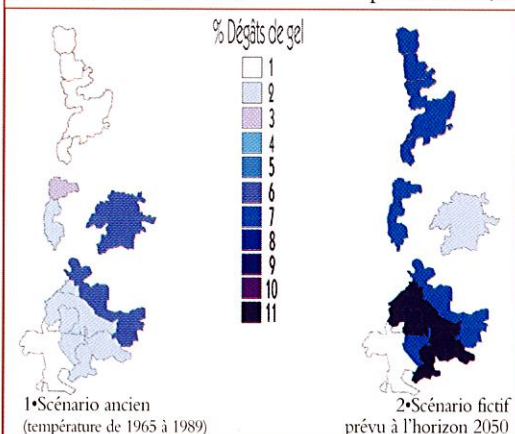 % Dégâts de gel
1
2
3
4
5
6
7
8
9
10
11
1•Scénario ancien
(température de 1965 à 1989)
2•Scénario fictif
prévu à l'horizon 2050